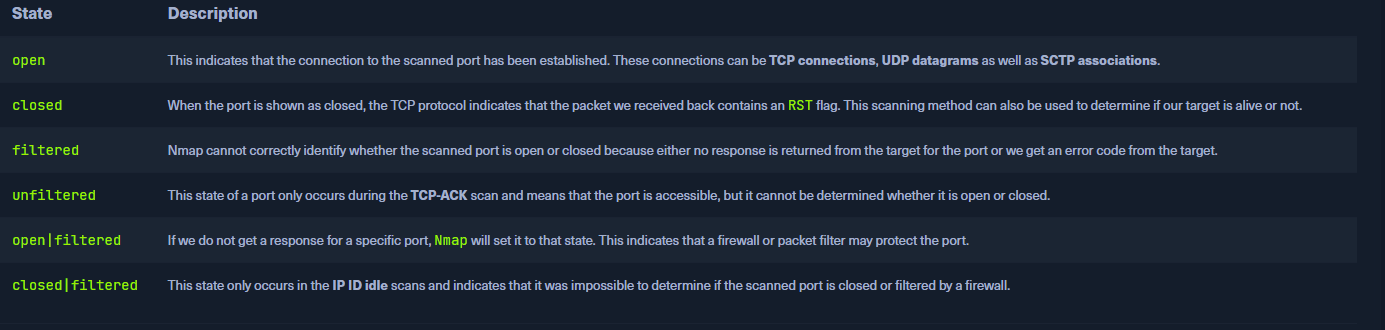 State Description
open This indicates that the connection to the scanned port has been established. These connections can be TCP connections, UDP datagrams as well as SCTP associations.
closed When the port is shown as closed, the TCP protocol indicates that the packet we received back contains an RST flag. This scanning method can also be used to determine if our target is alive or not.
filtered Nmap cannot correctly identify whether the scanned port is open or closed because either no response is returned from the target for the port or we get an error code from the target.
unfiltered This state of a port only occurs during the TCP-ACK scan and means that the port is accessible, but it cannot be determined whether it is open or closed.
open|filtered If we do not get a response for a specific port, Nmap will set it to that state. This indicates that a firewall or packet filter may protect the port.
closed|filtered This state only occurs in the IP ID idle scans and indicates that it was impossible to determine if the scanned port is closed or filtered by a firewall.